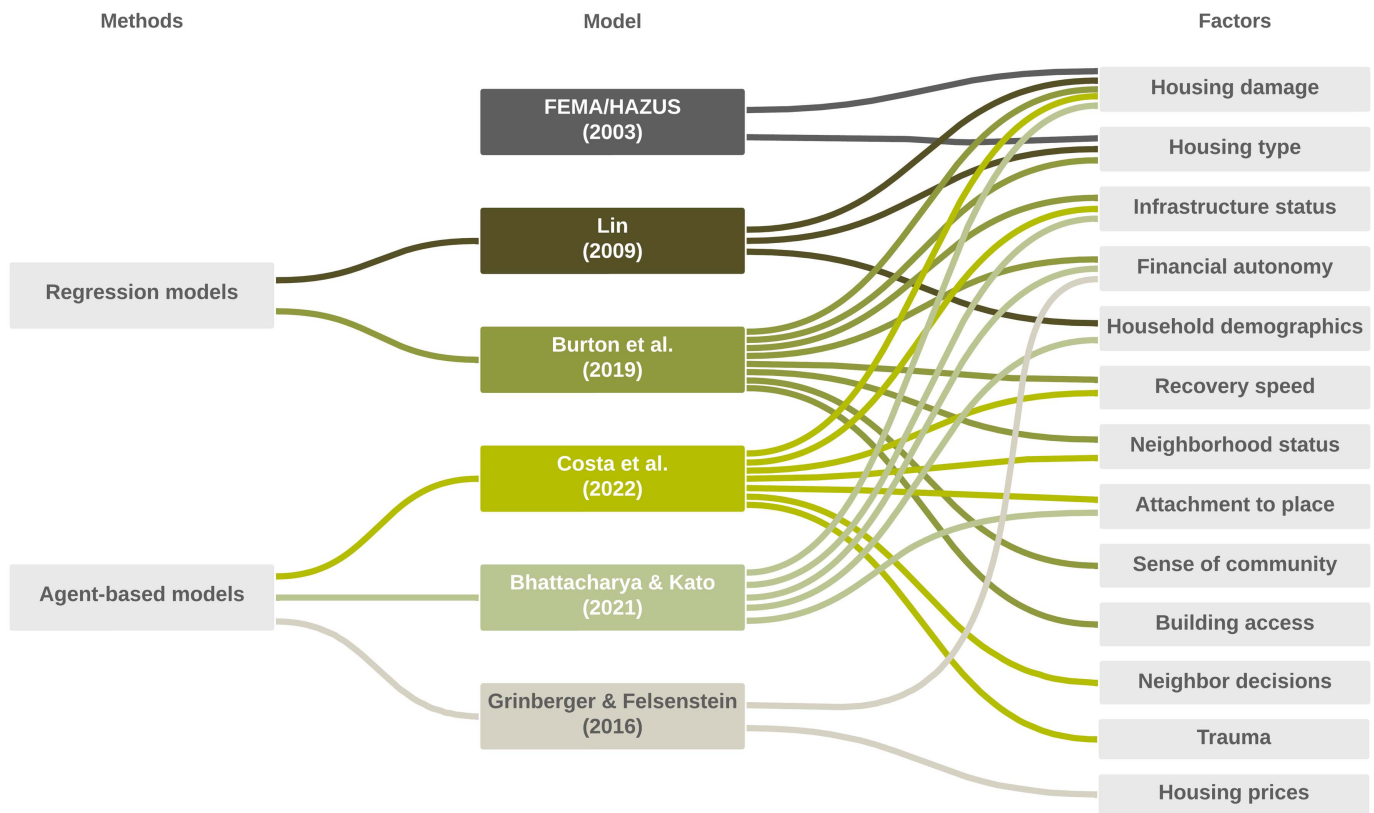 Methods
Model
Factors
FEMA/HAZUS
(2003)
Lin
(2009)
Regression models
Burton et al.
(2019)
Costa et al.
(2022)
Agent-based models
Bhattacharya & Kato
(2021)
Grinberger & Felsenstein
(2016)
Housing damage
Housing type
Infrastructure status
Financial autonomy
Household demographics
Recovery speed
Neighborhood status
Attachment to place
Sense of community
Building access
Neighbor decisions
Trauma
Housing prices